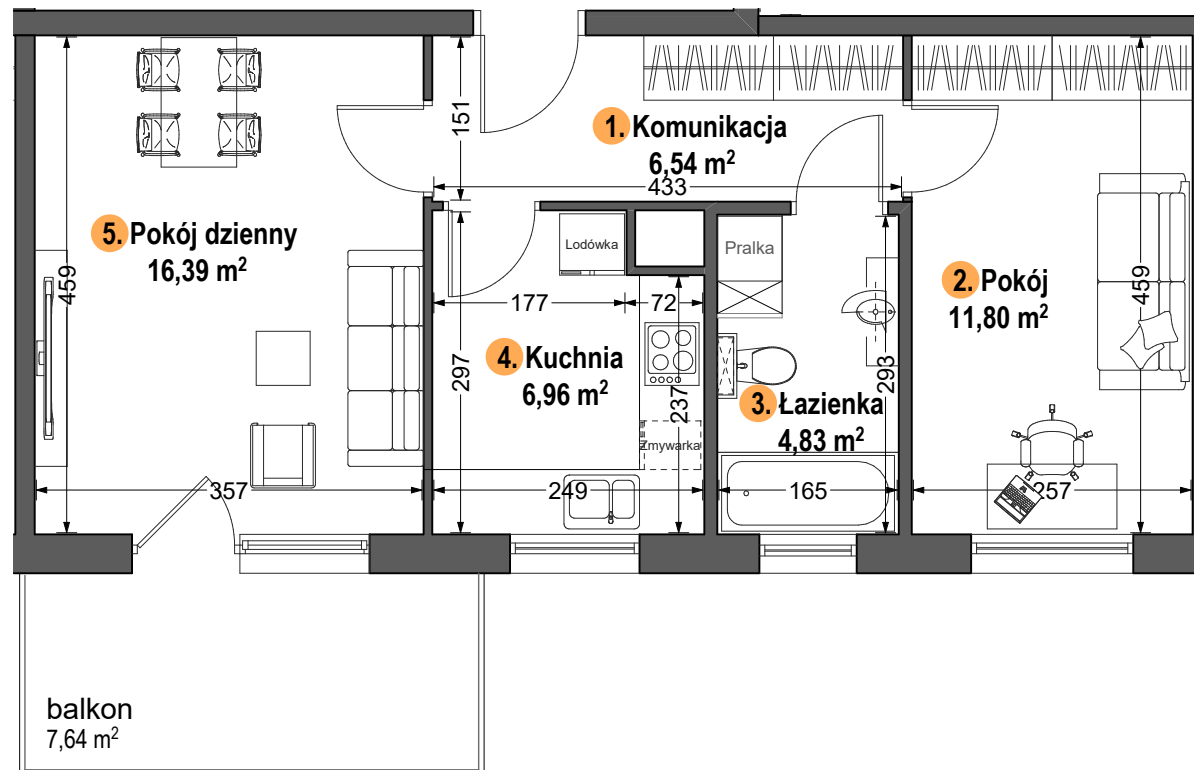 151
1. Komunikacja
6,54 m²
433
5. Pokój dzienny
16,39 m²
459
Lodówka
Pralka
177
72
2. Pokój
11,80 m²
459
4. Kuchnia
6,96 m²
297
237
3. Łazienka
4,83 m²
293
Zmywarka
357
249
165
257
balkon
7,64 m²